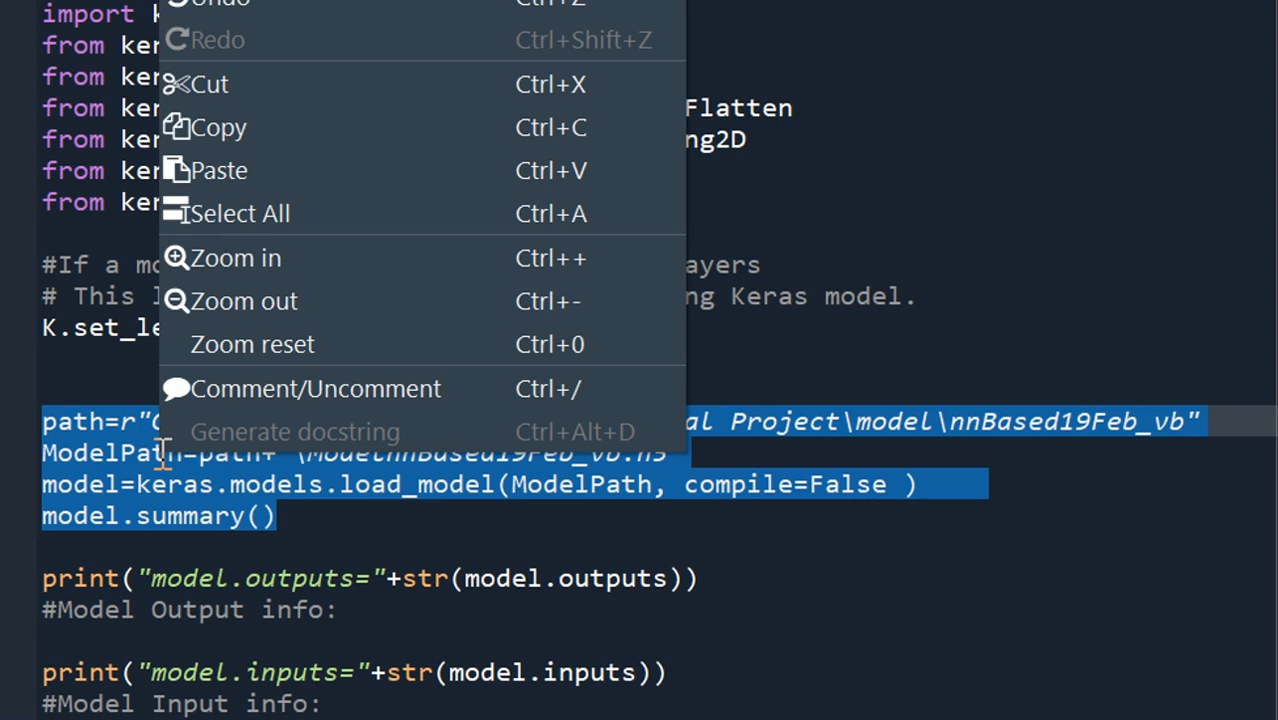 import k
Undo Ctrl+Z
from ker
Redo Ctrl+Shift+Z
from ker
Cut Ctrl+X
from ker Flatten
Copy Ctrl+C
from ker ng2D
Paste Ctrl+V
from ker
from ker
Select All Ctrl+A
#If a mo ayers
Zoom in Ctrl++
# This l ng Keras model.
Zoom out Ctrl+-
K.set_le
Zoom reset Ctrl+0
Comment/Uncomment Ctrl+/
path=r" al Project\model\nnBased19Feb_vb"
Generate docstring Ctrl+Alt+D
ModelPath=path+ \ModelnnBased19Feb_vb.h5
model=keras.models.load_model(ModelPath, compile=False )
model.summary()
print("model.outputs="+str(model.outputs))
#Model Output info:
print("model.inputs="+str(model.inputs))
#Model Input info: